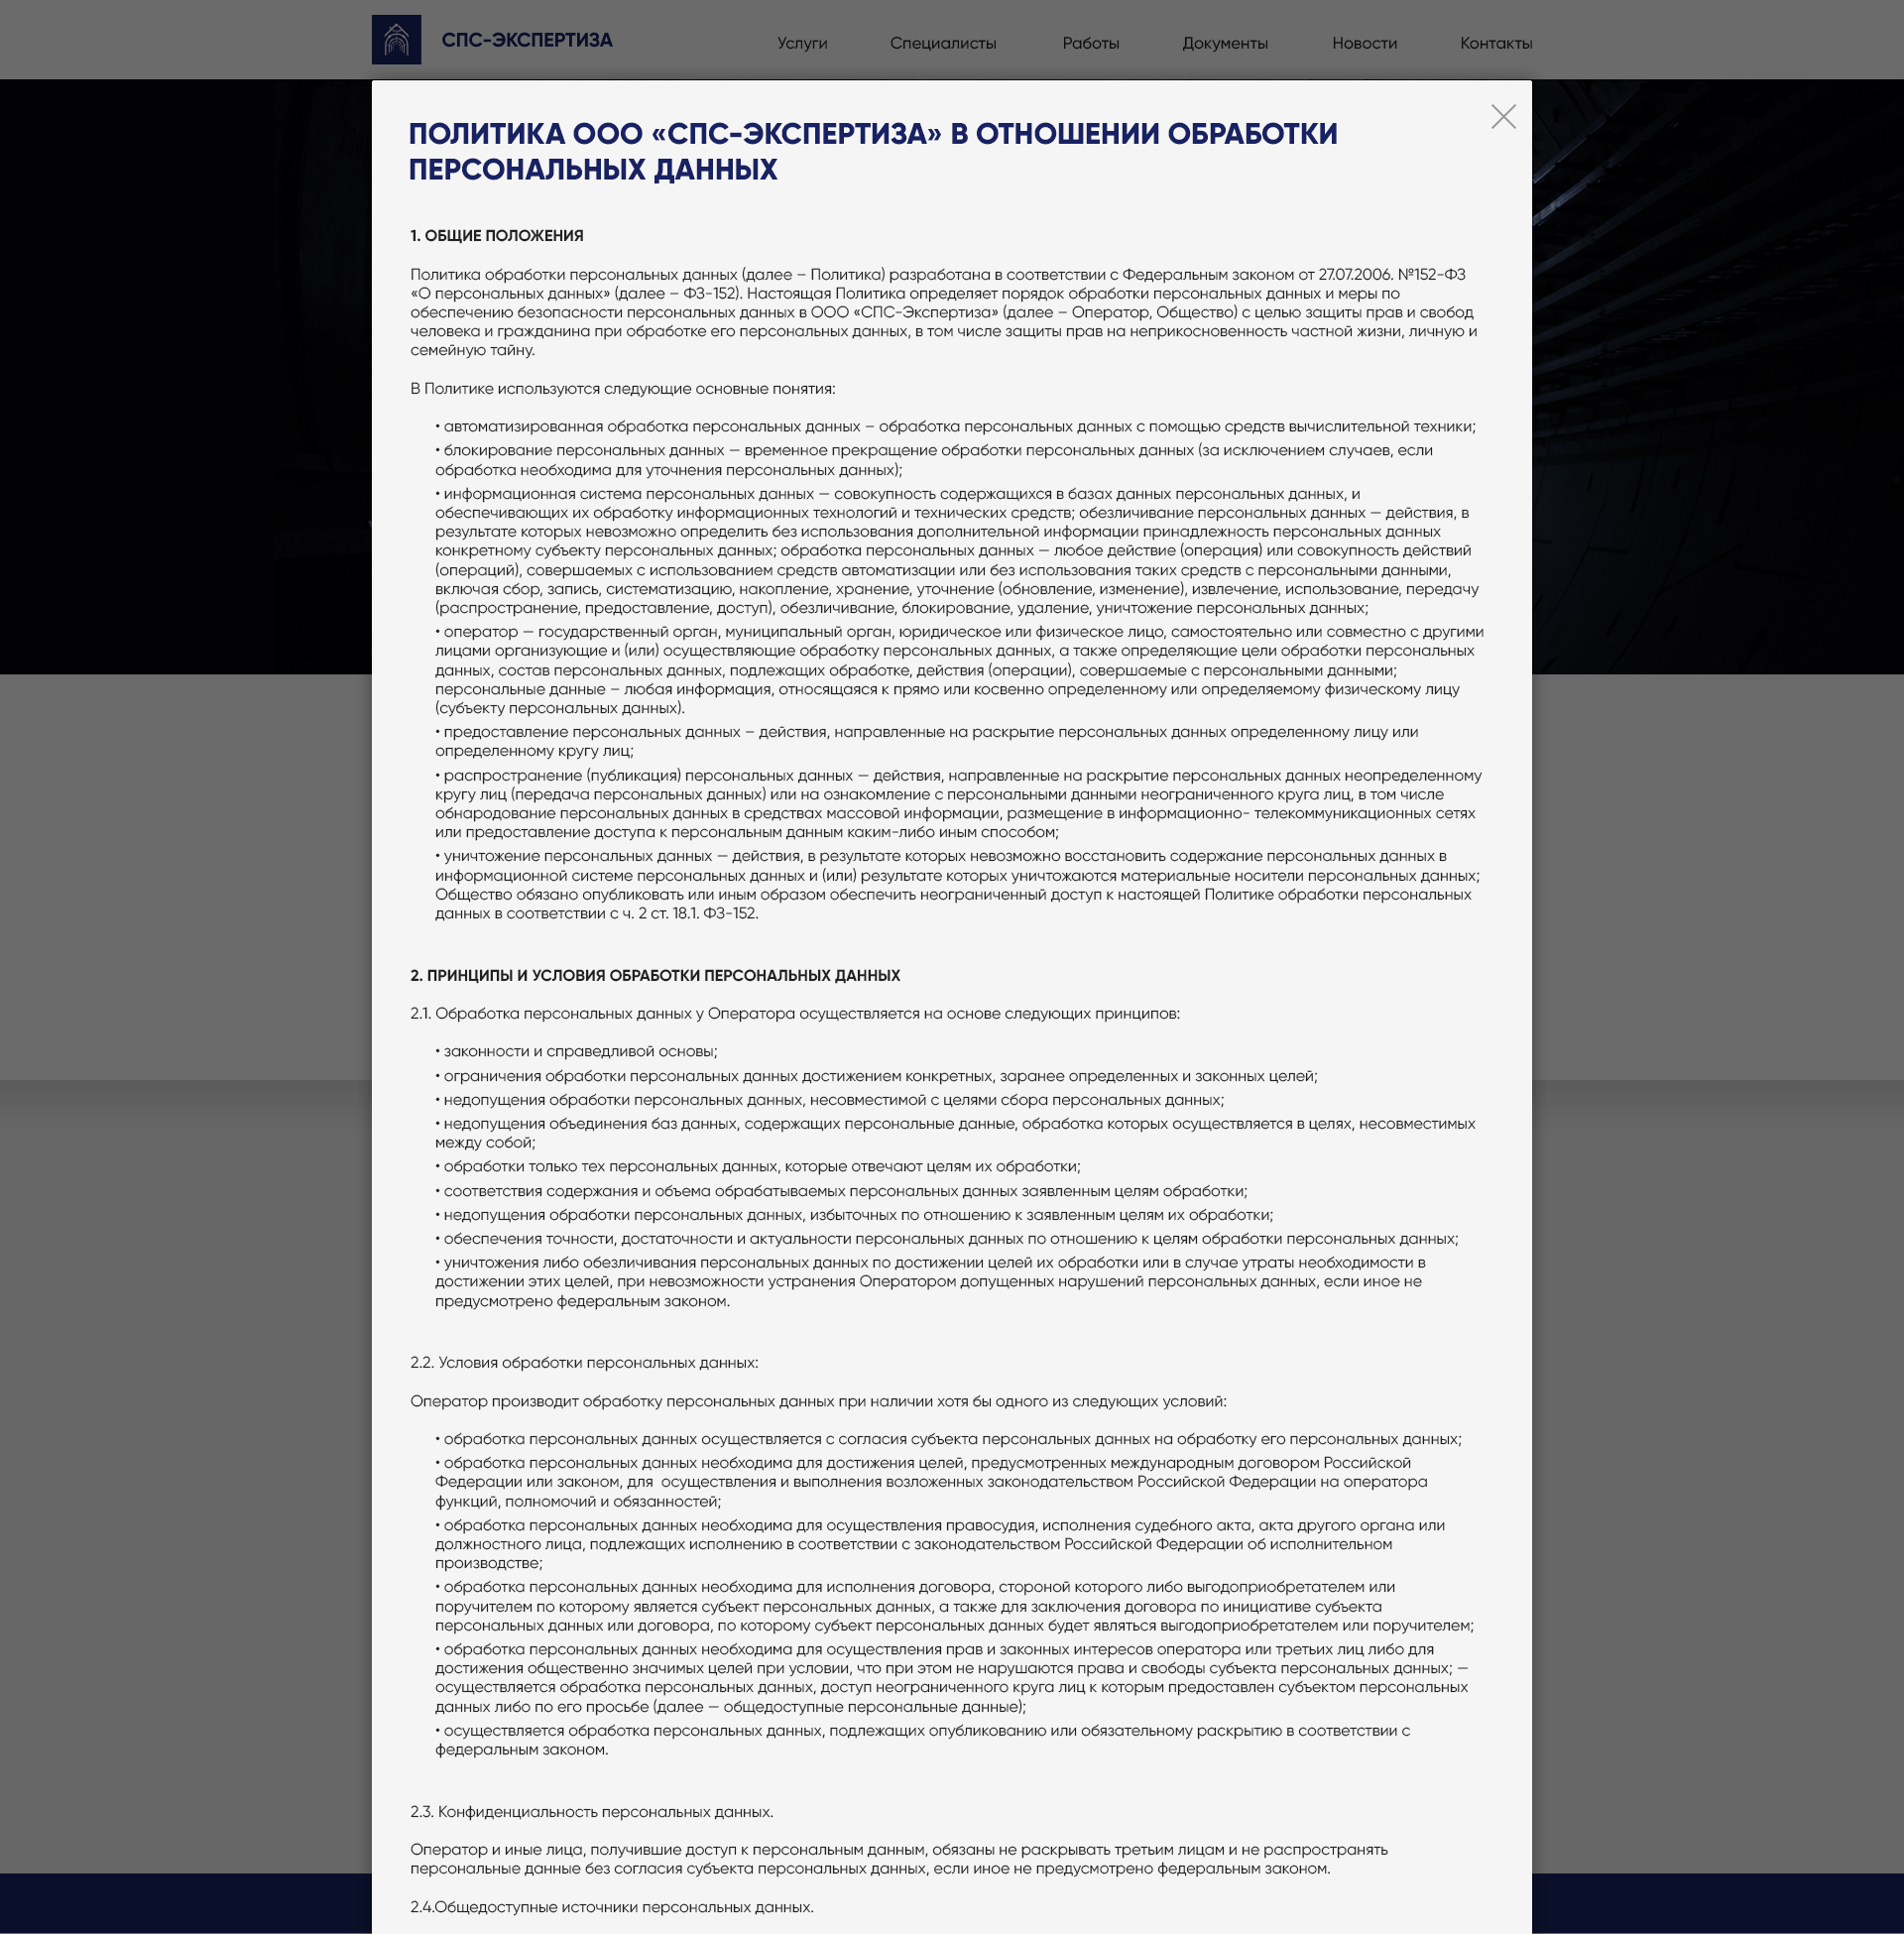 СПС-ЭКСПЕРТИЗА
Услуги
Специалисты
Работы
Документы
Новости
Контакты
ПОЛИТИКА ООО «СПС-ЭКСПЕРТИЗА» В ОТНОШЕНИИ ОБРАБОТКИ
ПЕРСОНАЛЬНЫХ ДАННЫХ
1. ОБЩИЕ ПОЛОЖЕНИЯ
Политика обработки персональных данных (далее – Политика) разработана в соответствии с Федеральным законом от 27.07.2006. №152-ФЗ
«О персональных данных» (далее – ФЗ-152). Настоящая Политика определяет порядок обработки персональных данных и меры по
обеспечению безопасности персональных данных в ООО «СПС-Экспертиза» (далее – Оператор, Общество) с целью защиты прав и свобод
человека и гражданина при обработке его персональных данных, в том числе защиты прав на неприкосновенность частной жизни, личную и
семейную тайну.
В Политике используются следующие основные понятия:
• автоматизированная обработка персональных данных – обработка персональных данных с помощью средств вычислительной техники;
• блокирование персональных данных — временное прекращение обработки персональных данных (за исключением случаев, если
обработка необходима для уточнения персональных данных);
• информационная система персональных данных — совокупность содержащихся в базах данных персональных данных, и
обеспечивающих их обработку информационных технологий и технических средств; обезличивание персональных данных — действия, в
результате которых невозможно определить без использования дополнительной информации принадлежность персональных данных
конкретному субъекту персональных данных; обработка персональных данных — любое действие (операция) или совокупность действий
(операций), совершаемых с использованием средств автоматизации или без использования таких средств с персональными данными,
включая сбор, запись, систематизацию, накопление, хранение, уточнение (обновление, изменение), извлечение, использование, передачу
(распространение, предоставление, доступ), обезличивание, блокирование, удаление, уничтожение персональных данных;
• оператор — государственный орган, муниципальный орган, юридическое или физическое лицо, самостоятельно или совместно с другими
лицами организующие и (или) осуществляющие обработку персональных данных, а также определяющие цели обработки персональных
данных, состав персональных данных, подлежащих обработке, действия (операции), совершаемые с персональными данными;
персональные данные – любая информация, относящаяся к прямо или косвенно определенному или определяемому физическому лицу
(субъекту персональных данных).
• предоставление персональных данных – действия, направленные на раскрытие персональных данных определенному лицу или
определенному кругу лиц;
• распространение (публикация) персональных данных — действия, направленные на раскрытие персональных данных неопределенному
кругу лиц (передача персональных данных) или на ознакомление с персональными данными неограниченного круга лиц, в том числе
обнародование персональных данных в средствах массовой информации, размещение в информационно- телекоммуникационных сетях
или предоставление доступа к персональным данным каким-либо иным способом;
• уничтожение персональных данных — действия, в результате которых невозможно восстановить содержание персональных данных в
информационной системе персональных данных и (или) результате которых уничтожаются материальные носители персональных данных;
Общество обязано опубликовать или иным образом обеспечить неограниченный доступ к настоящей Политике обработки персональных
данных в соответствии с ч. 2 ст. 18.1. ФЗ-152.
2. ПРИНЦИПЫ И УСЛОВИЯ ОБРАБОТКИ ПЕРСОНАЛЬНЫХ ДАННЫХ
2.1. Обработка персональных данных у Оператора осуществляется на основе следующих принципов:
• законности и справедливой основы;
• ограничения обработки персональных данных достижением конкретных, заранее определенных и законных целей;
• недопущения обработки персональных данных, несовместимой с целями сбора персональных данных;
• недопущения объединения баз данных, содержащих персональные данные, обработка которых осуществляется в целях, несовместимых
между собой;
• обработки только тех персональных данных, которые отвечают целям их обработки;
• соответствия содержания и объема обрабатываемых персональных данных заявленным целям обработки;
• недопущения обработки персональных данных, избыточных по отношению к заявленным целям их обработки;
• обеспечения точности, достаточности и актуальности персональных данных по отношению к целям обработки персональных данных;
• уничтожения либо обезличивания персональных данных по достижении целей их обработки или в случае утраты необходимости в
достижении этих целей, при невозможности устранения Оператором допущенных нарушений персональных данных, если иное не
предусмотрено федеральным законом.
2.2. Условия обработки персональных данных:
Оператор производит обработку персональных данных при наличии хотя бы одного из следующих условий:
• обработка персональных данных осуществляется с согласия субъекта персональных данных на обработку его персональных данных;
• обработка персональных данных необходима для достижения целей, предусмотренных международным договором Российской
Федерации или законом, для  осуществления и выполнения возложенных законодательством Российской Федерации на оператора
функций, полномочий и обязанностей;
• обработка персональных данных необходима для осуществления правосудия, исполнения судебного акта, акта другого органа или
должностного лица, подлежащих исполнению в соответствии с законодательством Российской Федерации об исполнительном
производстве;
• обработка персональных данных необходима для исполнения договора, стороной которого либо выгодоприобретателем или
поручителем по которому является субъект персональных данных, а также для заключения договора по инициативе субъекта
персональных данных или договора, по которому субъект персональных данных будет являться выгодоприобретателем или поручителем;
• обработка персональных данных необходима для осуществления прав и законных интересов оператора или третьих лиц либо для
достижения общественно значимых целей при условии, что при этом не нарушаются права и свободы субъекта персональных данных; —
осуществляется обработка персональных данных, доступ неограниченного круга лиц к которым предоставлен субъектом персональных
данных либо по его просьбе (далее — общедоступные персональные данные);
• осуществляется обработка персональных данных, подлежащих опубликованию или обязательному раскрытию в соответствии с
федеральным законом.
2.3. Конфиденциальность персональных данных.
Оператор и иные лица, получившие доступ к персональным данным, обязаны не раскрывать третьим лицам и не распространять
персональные данные без согласия субъекта персональных данных, если иное не предусмотрено федеральным законом.
2.4.Общедоступные источники персональных данных.